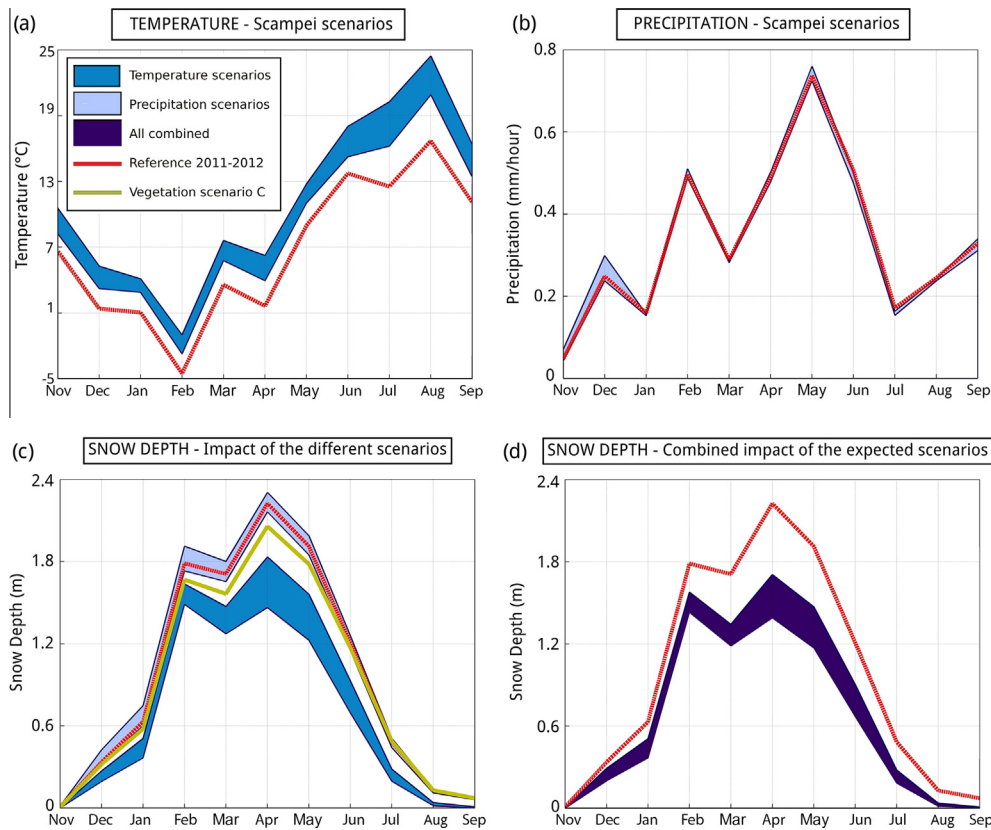 (a)
TEMPERATURE - Scampei scenarios
25
19
13
7
1
-5
Temperature (°C)
Temperature scenarios
Precipitation scenarios
All combined
Reference 2011-2012
Vegetation scenario C
Nov Dec Jan Feb Mar Apr May Jun Jul Aug Sep
(b)
PRECIPITATION - Scampei scenarios
0.8
0.6
0.4
0.2
0
Precipitation (mm/hour)
Nov Dec Jan Feb Mar Apr May Jun Jul Aug Sep
(c)
SNOW DEPTH - Impact of the different scenarios
2.4
1.8
1.2
0.6
0
Snow Depth (m)
Nov Dec Jan Feb Mar Apr May Jun Jul Aug Sep
(d)
SNOW DEPTH - Combined impact of the expected scenarios
2.4
1.8
1.2
0.6
0
Snow Depth (m)
Nov Dec Jan Feb Mar Apr May Jun Jul Aug Sep